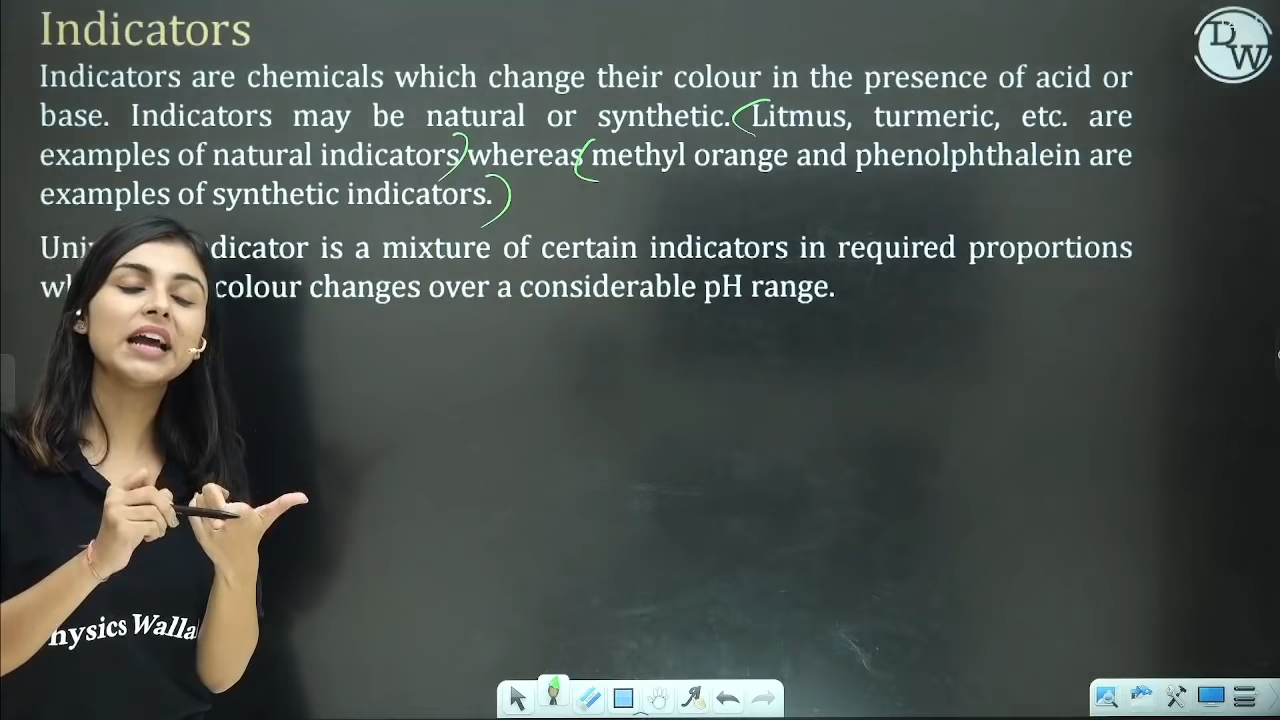 Indicators
Indicators are chemicals which change their colour in the presence of acid or
base. Indicators may be natural or synthetic. Litmus, turmeric, etc. are
examples of natural indicators whereas methyl orange and phenolphthalein are
examples of synthetic indicators.
indicator is a mixture of certain indicators in required proportions
colour changes over a considerable pH range.
PW
hysics Walla